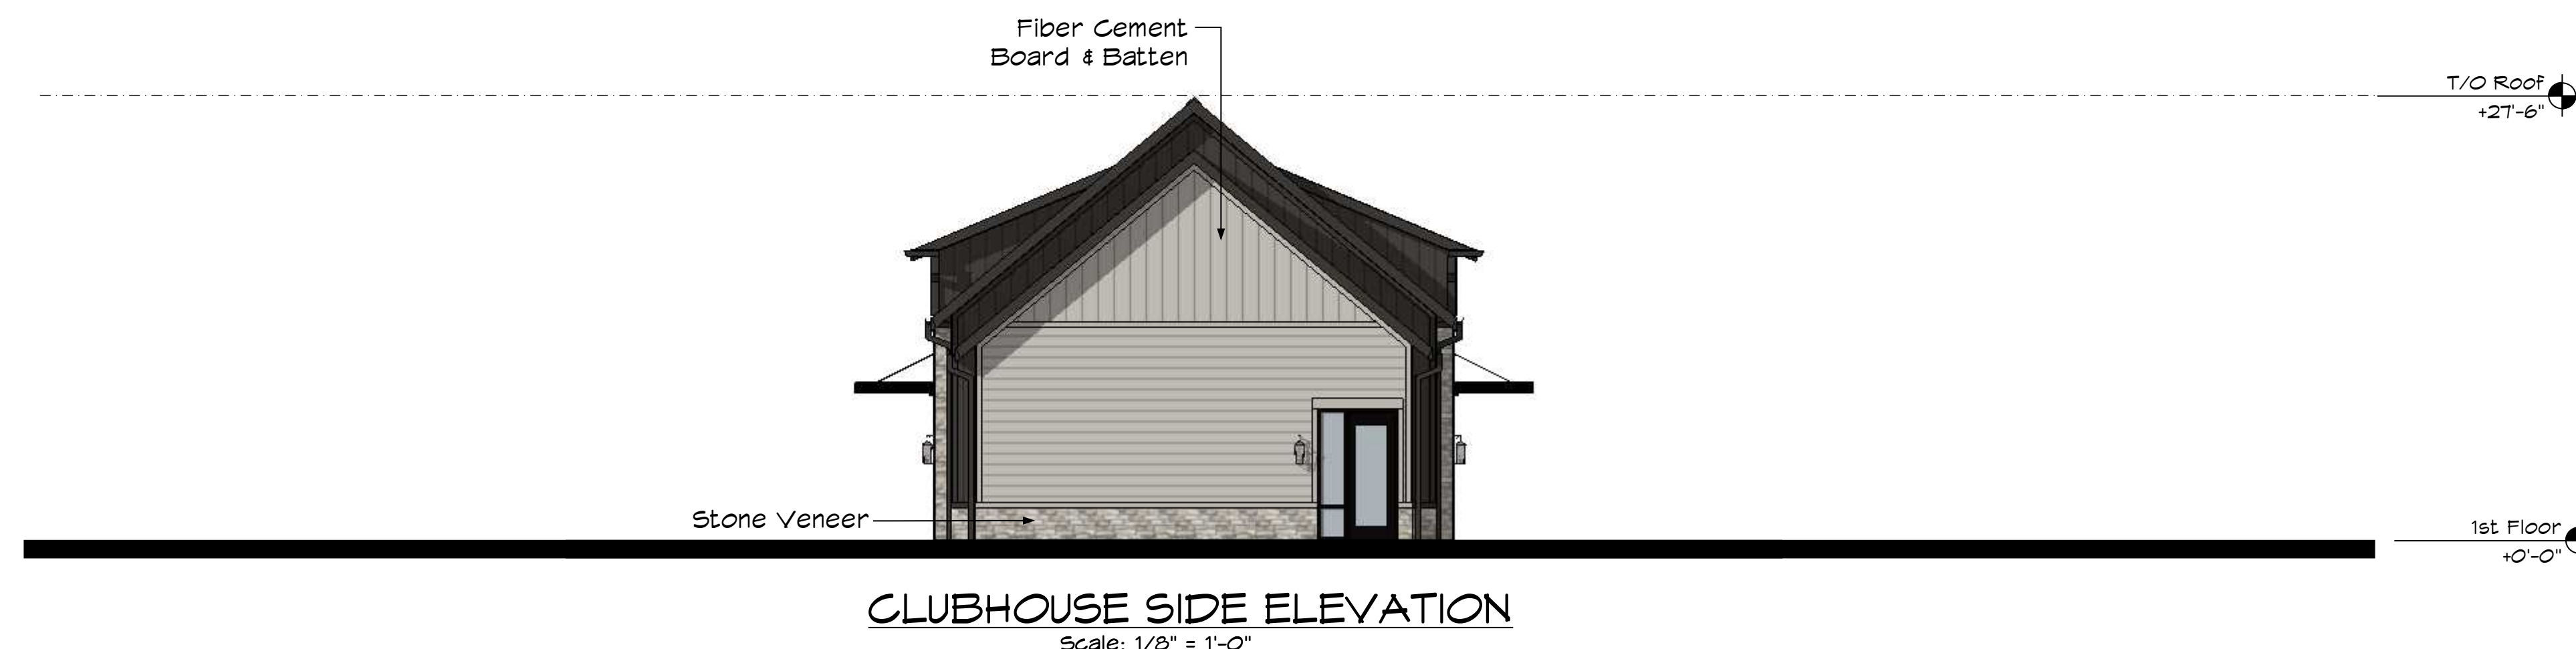 Fiber Cement
Board & Batten
T/O Roof
+27'-6"
Stone Veneer
1st Floor
+0'-0"
CLUBHOUSE SIDE ELEVATION
Scale: 1/8" = 1'-0"